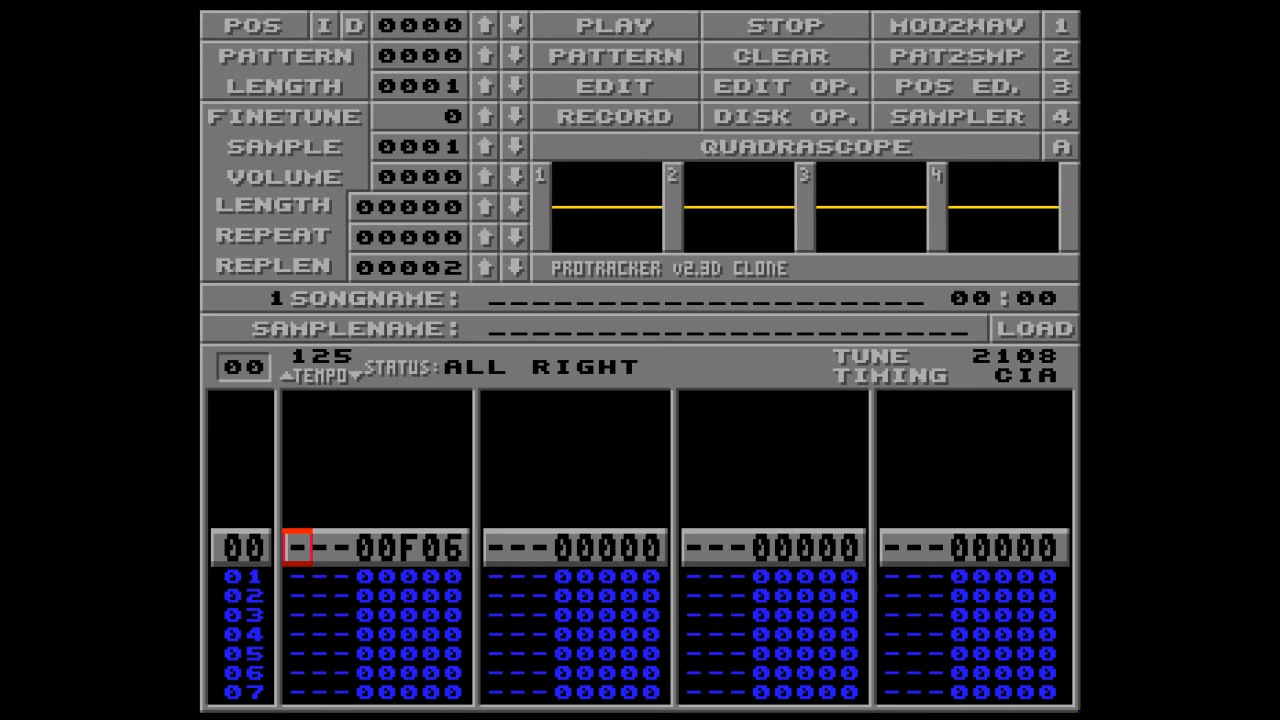 POS I D 0000 PLAY STOP MOD2WAV 1
PATTERN 0000 PATTERN CLEAR PAT2SMP 2
LENGTH 0001 EDIT EDIT OP. POS ED. 3
FINETUNE 0 RECORD DISK OP. SAMPLER 4
SAMPLE 0001 QUADRASCOPE A
VOLUME 0000 1 2 3 4
LENGTH 00000
REPEAT 00000
REPLEN 00002 PROTRACKER v2.3D CLONE
1 SONGNAME: ____________________ 00:00
SAMPLENAME: ______________________ LOAD
00 125 TEMPO STATUS: ALL RIGHT TUNE 2108
TIMING CIA
00 ---00F06 ---00000 ---00000 ---00000
01 ---00000 ---00000 ---00000 ---00000
02 ---00000 ---00000 ---00000 ---00000
03 ---00000 ---00000 ---00000 ---00000
04 ---00000 ---00000 ---00000 ---00000
05 ---00000 ---00000 ---00000 ---00000
06 ---00000 ---00000 ---00000 ---00000
07 ---00000 ---00000 ---00000 ---00000